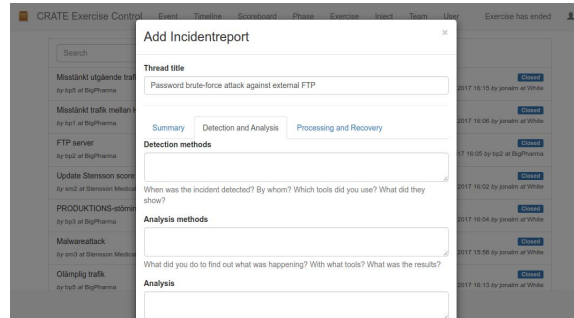 CRATE Exercise Control Event Timeline Scoreboard Phase Exercise Inject Team User Exercise has ended
Add Incidentreport ×
Search
Thread title
Password brute-force attack against external FTP
Misstänkt utgående trafi
Closed
by bp5 at BigPharma
2017 16:15 by jonalm at White
Misstänkt trafik mellan H
Closed
by bp1 at BigPharma
2017 16:06 by jonalm at White
Summary Detection and Analysis Processing and Recovery
FTP server
Closed
by bp2 at BigPharma
17 16:05 by bp2 at BigPharma
Detection methods
Update Stensson score
Closed
by sm2 at Stensson Medical
2017 16:02 by jonalm at White
When was the incident detected? By whom? Which tools did you use? What did they
show?
PRODUKTIONS-störnin
Closed
by bp3 at BigPharma
2017 16:04 by jonalm at White
Analysis methods
Malwareattack
Closed
by sm3 at Stensson Medical
2017 15:56 by jonalm at White
What did you do to find out what was happening? With what tools? What was the results?
Olämplig trafik
Closed
by bp5 at BigPharma
2017 16:13 by jonalm at White
Analysis